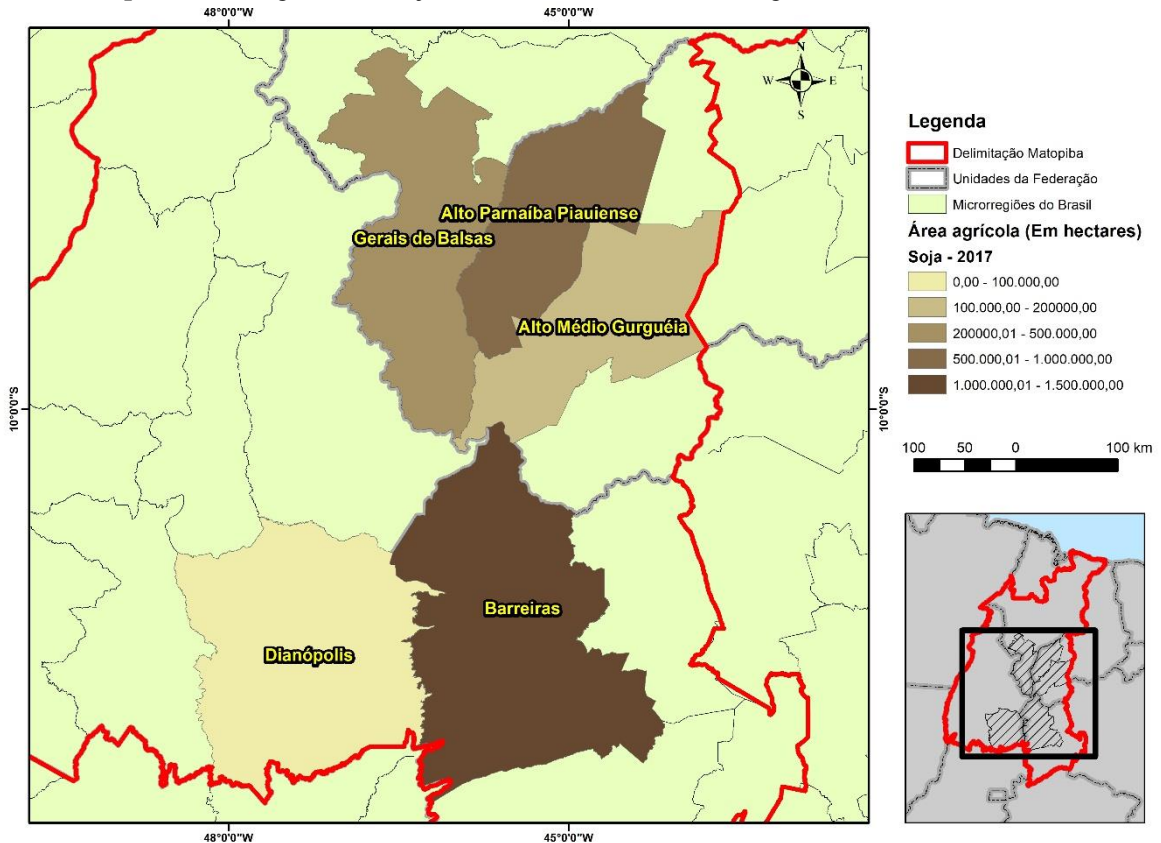 48°0'0"W
45°0'0"W
N
W
E
S
Alto Parnaíba Piauiense
Gerais de Balsas
Alto Médio Gurguéia
10°0'0"S
10°0'0"S
Barreiras
Dianópolis
48°0'0"W
45°0'0"W
Legenda
Delimitação Matopiba
Unidades da Federação
Microrregiões do Brasil
Área agrícola (Em hectares)
Soja - 2017
0,00 - 100.000,00
100.000,00 - 200000,00
200000,01 - 500.000,00
500.000,01 - 1.000.000,00
1.000.000,01 - 1.500.000,00
100 50 0 100 km